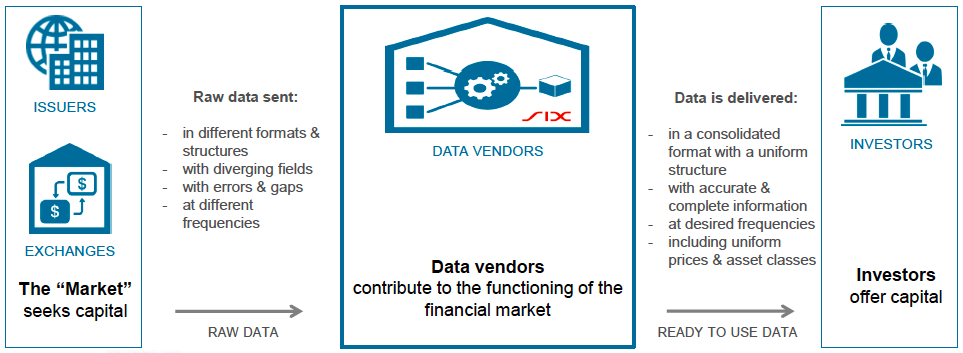 ISSUERS
$
$
EXCHANGES
The “Market”
seeks capital
Raw data sent:
- in different formats &
structures
- with diverging fields
- with errors & gaps
- at different
frequencies
RAW DATA
SIX
DATA VENDORS
Data vendors
contribute to the functioning of the
financial market
Data is delivered:
- in a consolidated
format with a uniform
structure
- with accurate &
complete information
- at desired frequencies
- including uniform
prices & asset classes
READY TO USE DATA
INVESTORS
Investors
offer capital